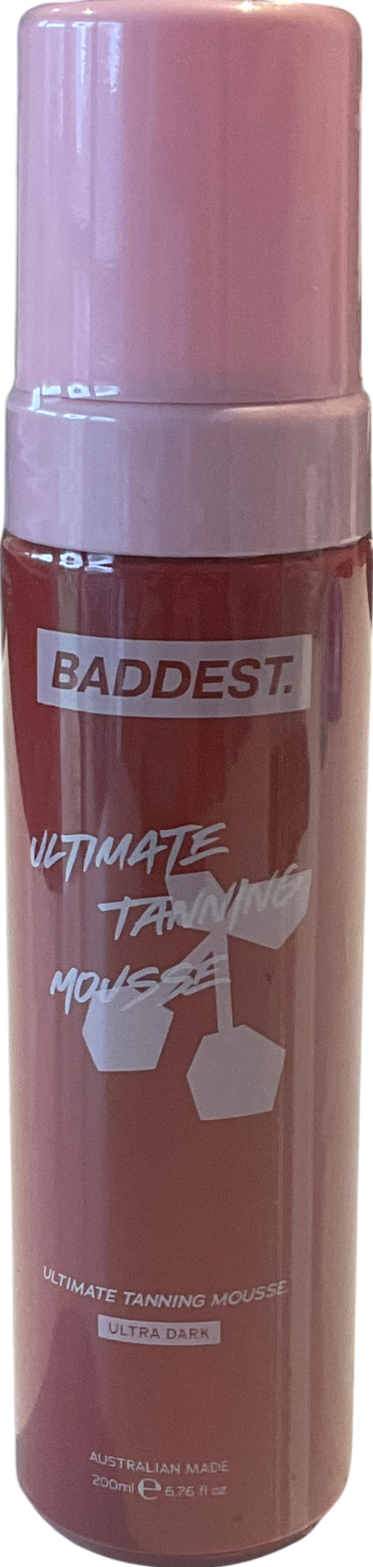 BADDEST.
ULTIMATE
TANNING
MOUSSE
ULTIMATE TANNING MOUSSE
ULTRA DARK
AUSTRALIAN MADE
200ml ℮ 6.76 fl oz